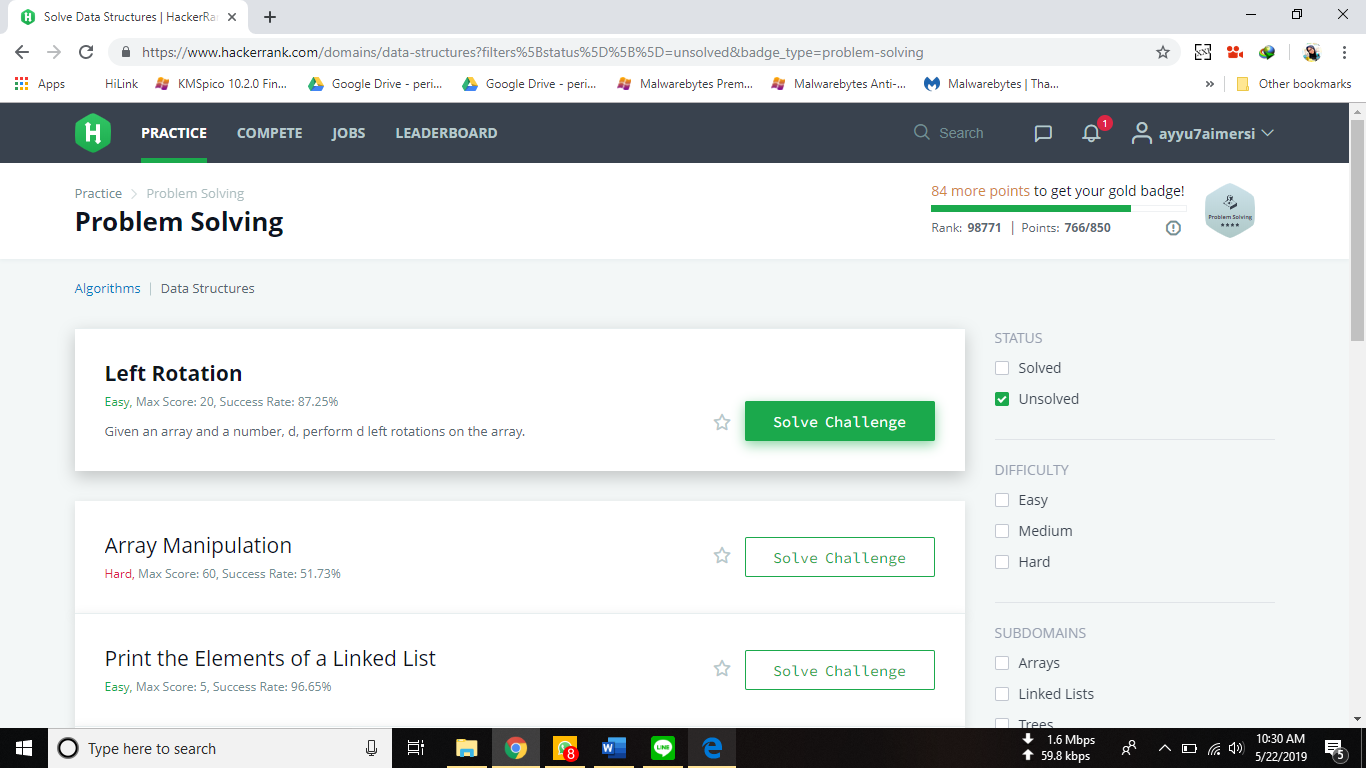 Solve Data Structures | HackerRa
https://www.hackerrank.com/domains/data-structures?filters%5Bstatus%5D%5B%5D=unsolved&badge_type=problem-solving
Apps HiLink KMSpico 10.2.0 Fin... Google Drive - peri... Google Drive - peri... Malwarebytes Prem... Malwarebytes Anti-... Malwarebytes | Tha... » Other bookmarks
H PRACTICE COMPETE JOBS LEADERBOARD Search 1 ayyu7aimersi
Practice > Problem Solving
Problem Solving
84 more points to get your gold badge!
Rank: 98771 | Points: 766/850
Problem Solving
Algorithms | Data Structures
Left Rotation
Easy, Max Score: 20, Success Rate: 87.25%
Given an array and a number, d, perform d left rotations on the array.
Solve Challenge
Array Manipulation
Hard, Max Score: 60, Success Rate: 51.73%
Solve Challenge
Print the Elements of a Linked List
Easy, Max Score: 5, Success Rate: 96.65%
Solve Challenge
STATUS
Solved
Unsolved
DIFFICULTY
Easy
Medium
Hard
SUBDOMAINS
Arrays
Linked Lists
Trees
Type here to search
8
LINE
1.6 Mbps
59.8 kbps
10:30 AM
5/22/2019
5